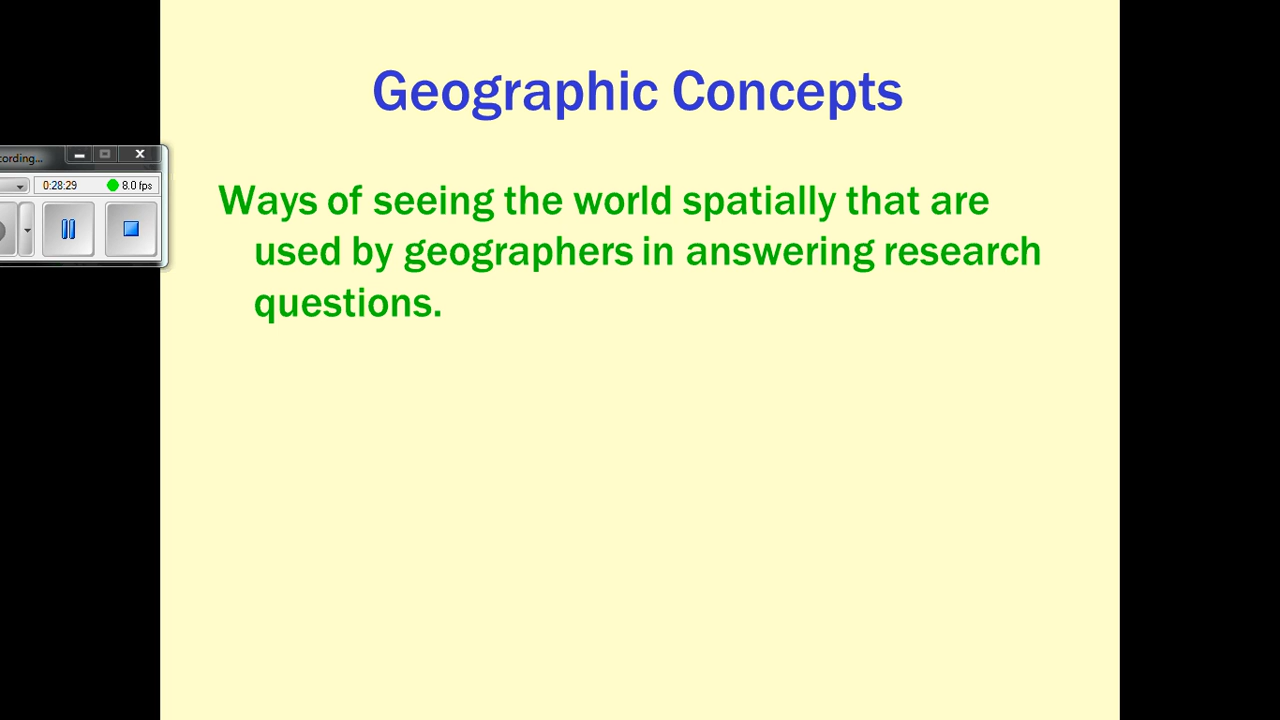 Geographic Concepts
cording...
0:28:29 8.0 fps
Ways of seeing the world spatially that are
used by geographers in answering research
questions.